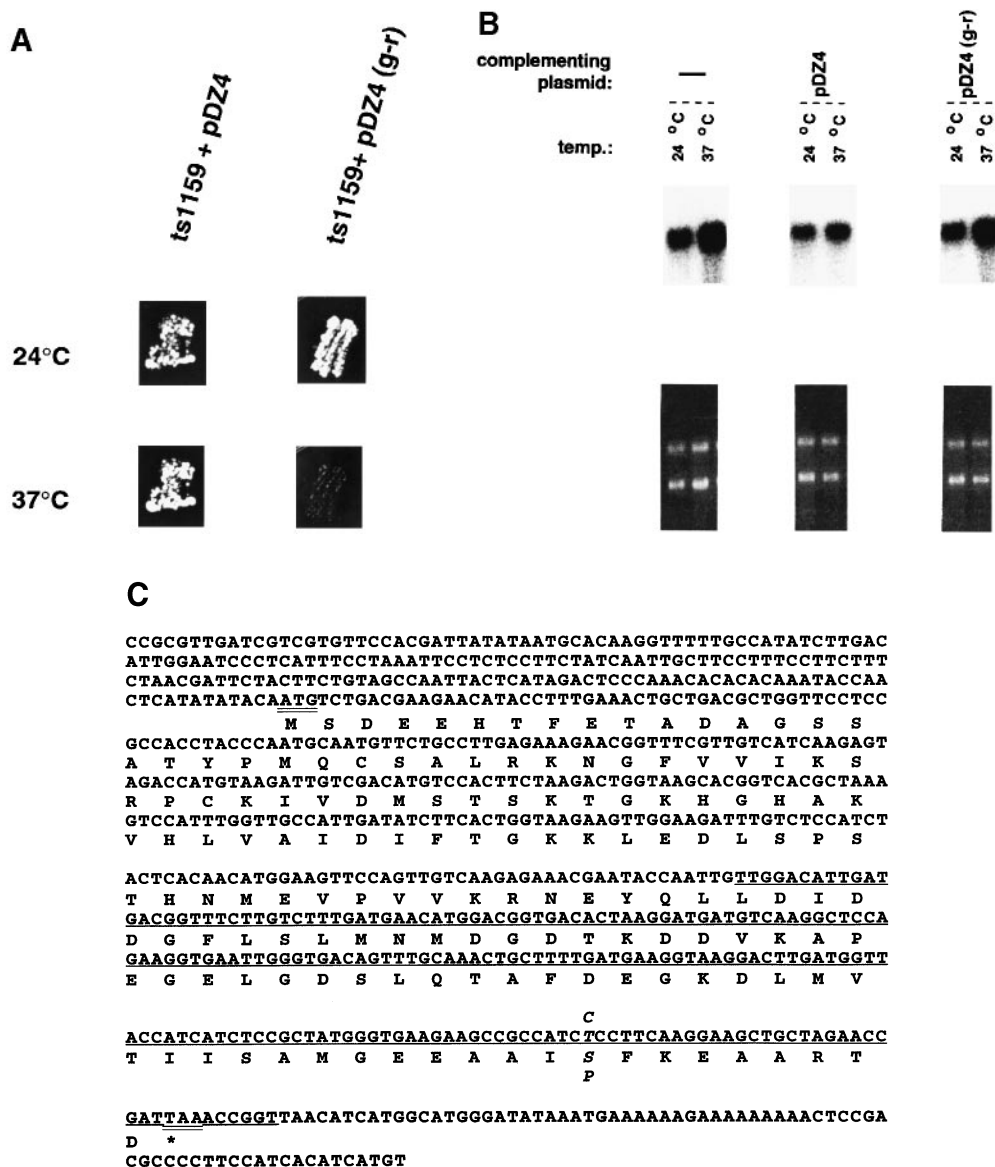 A
ts1159 + pDZ4
ts1159+ pDZ4 (g-r)
24°C
37°C
B
complementing
plasmid:
—
pDZ4
pDZ4 (g-r)
temp.:
24 °C
37 °C
24 °C
37 °C
24 °C
37 °C
C
CCGCGTTGATCGTCGTGTTCCACGATTATATAATGCACAAGGTTTTTGCCATATCTTGAC
ATTGGAATCCCTCATTTCCTAAATTCCTCTCCTTCTATCAATTGCTTCCTTTCCTTCTTT
CTAACGATTCTACTTCTGTAGCCAATTACTCATAGACTCCCAAACACACACAAATACCAA
CTCATATATACAATGTCTGACGAAGAACATACCTTTGAAACTGCTGACGCTGGTTCCTCC
M S D E E H T F E T A D A G S S
GCCACCTACCCAATGCAATGTTCTGCCTTGAGAAAGAACGGTTTCGTTGTCATCAAGAGT
A T Y P M Q C S A L R K N G F V V I K S
AGACCATGTAAGATTGTCGACATGTCCACTTCTAAGACTGGTAAGCACGGTCACGCTAAA
R P C K I V D M S T S K T G K H G H A K
GTCCATTTGGTTGCCATTGATATCTTCACTGGTAAGAAGTTGGAAGATTTGTCTCCATCT
V H L V A I D I F T G K K L E D L S P S
ACTCACAACATGGAAGTTCCAGTTGTCAAGAGAAACGAATACCAATTGTTGGACATTGAT
T H N M E V P V V K R N E Y Q L L D I D
GACGGTTTCTTGTCTTTGATGAACATGGACGGTGACACTAAGGATGATGTCAAGGCTCCA
D G F L S L M N M D G D T K D D V K A P
GAAGGTGAATTGGGTGACAGTTTGCAAACTGCTTTTGATGAAGGTAAGGACTTGATGGTT
E G E L G D S L Q T A F D E G K D L M V
C
ACCATCATCTCCGCTATGGGTGAAGAAGCCGCCATCTCCTTCAAGGAAGCTGCTAGAACC
T I I S A M G E E A A I S F K E A A R T
P
GATTAAACCGGTTAACATCATGGCATGGGATATAAATGAAAAAAGAAAAAAAAACTCCGA
D *
CGCCCCTTCCATCACATCATGT